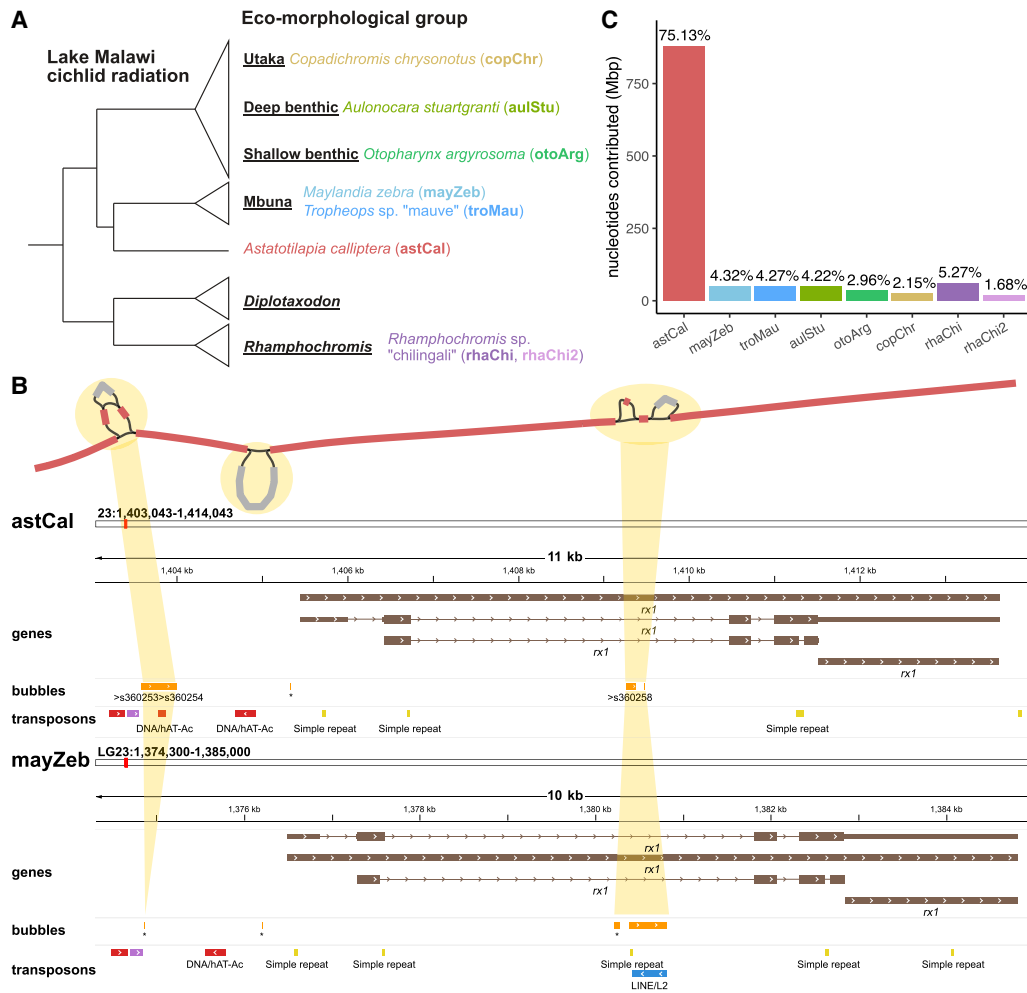 A
Eco-morphological group
Lake Malawi
cichlid radiation
Utaka Copadichromis chrysonotus (copChr)
Deep benthic Aulonocara stuartgranti (aulStu)
Shallow benthic Otopharynx argyrosoma (otoArg)
Mbuna
Maylandia zebra (mayZeb)
Tropheops sp. "mauve" (troMau)
Astatotilapia calliptera (astCal)
Diplotaxodon
Rhamphochromis
Rhamphochromis sp.
"chilingali" (rhaChi, rhaChi2)
C
nucleotides contributed (Mbp)
750
500
250
0
75.13%
4.32%
4.27%
4.22%
2.96%
2.15%
5.27%
1.68%
astCal
mayZeb
troMau
aulStu
otoArg
copChr
rhaChi
rhaChi2
B
astCal
23:1,403,043-1,414,043
11 kb
1,404 kb
1,406 kb
1,408 kb
1,410 kb
1,412 kb
genes
rx1
rx1
rx1
rx1
bubbles
>s360253>s360254
*
>s360258
transposons
DNA/hAT-Ac
DNA/hAT-Ac
Simple repeat
Simple repeat
Simple repeat
mayZeb
LG23:1,374,300-1,385,000
10 kb
1,376 kb
1,378 kb
1,380 kb
1,382 kb
1,384 kb
genes
rx1
rx1
rx1
rx1
bubbles
*
*
*
transposons
DNA/hAT-Ac
Simple repeat
Simple repeat
Simple repeat
Simple repeat
Simple repeat
LINE/L2